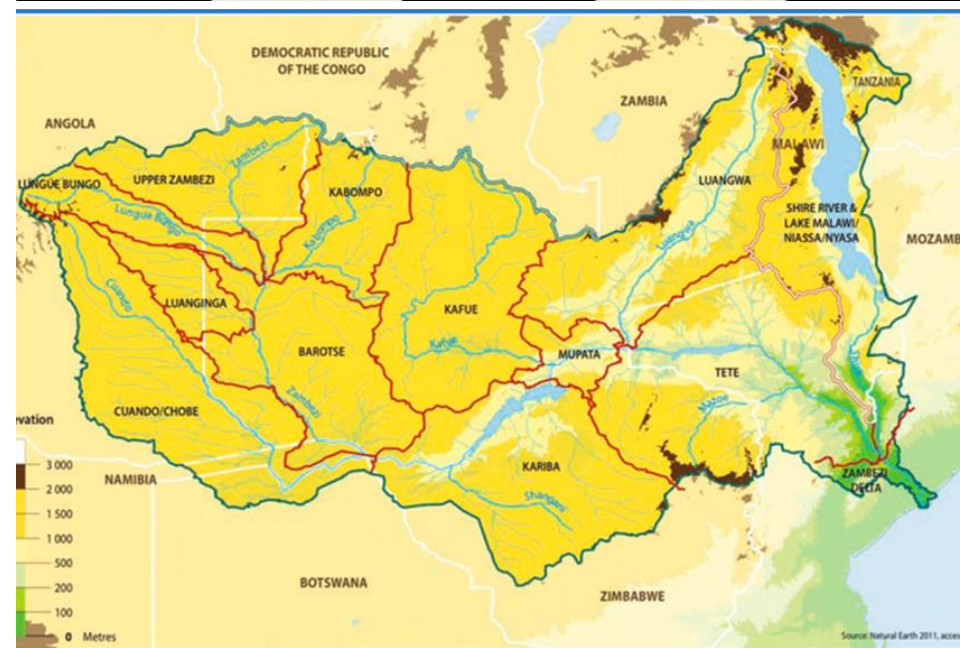 DEMOCRATIC REPUBLIC
OF THE CONGO
ZAMBIA
TANZANIA
ANGOLA
MALAWI
LUNGUE BUNGO
UPPER ZAMBEZI
Zambezi
KABOMPO
LUANGWA
Lungue Bungo
Kabompo
Luangwa
SHIRE RIVER &
LAKE MALAWI/
NIASSA/NYASA
MOZAMB
Cuando
LUANGINGA
KAFUE
Kafue
BAROTSE
MUPATA
TETE
Zambezi
Mazoe
CUANDO/CHOBE
KARIBA
Shangani
NAMIBIA
ZAMBEZI
DELTA
BOTSWANA
ZIMBABWE
vation
3 000
2 000
1 500
1 000
500
200
100
0 Metres
Source: Natural Earth 2011, acces